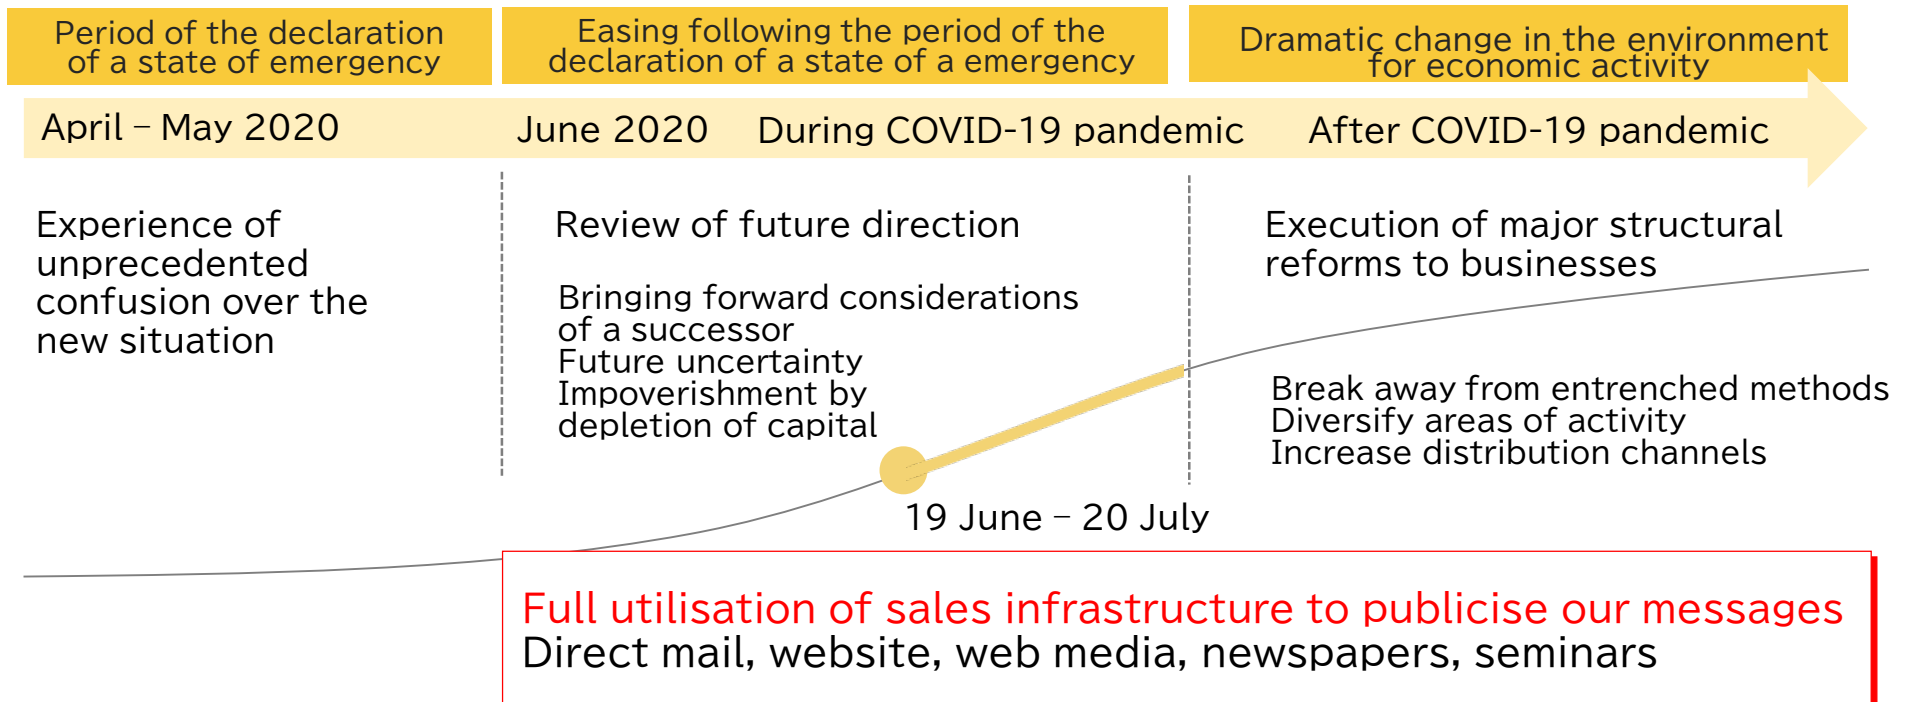 Period of the declaration
of a state of emergency
Easing following the period of the
declaration of a state of a emergency
Dramatic change in the environment
for economic activity
April – May 2020
June 2020
During COVID-19 pandemic
After COVID-19 pandemic
Experience of
unprecedented
confusion over the
new situation
Review of future direction
Bringing forward considerations
of a successor
Future uncertainty
Impoverishment by
depletion of capital
Execution of major structural
reforms to businesses
Break away from entrenched methods
Diversify areas of activity
Increase distribution channels
19 June – 20 July
Full utilisation of sales infrastructure to publicise our messages
Direct mail, website, web media, newspapers, seminars